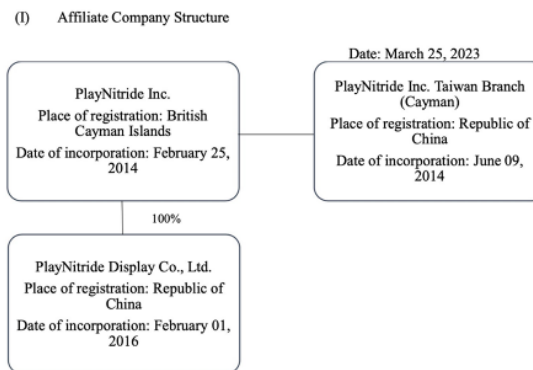 (I) Affiliate Company Structure
Date: March 25, 2023
PlayNitride Inc.
Place of registration: British
Cayman Islands
Date of incorporation: February 25,
2014
PlayNitride Inc. Taiwan Branch
(Cayman)
Place of registration: Republic of
China
Date of incorporation: June 09,
2014
100%
PlayNitride Display Co., Ltd.
Place of registration: Republic of
China
Date of incorporation: February 01,
2016